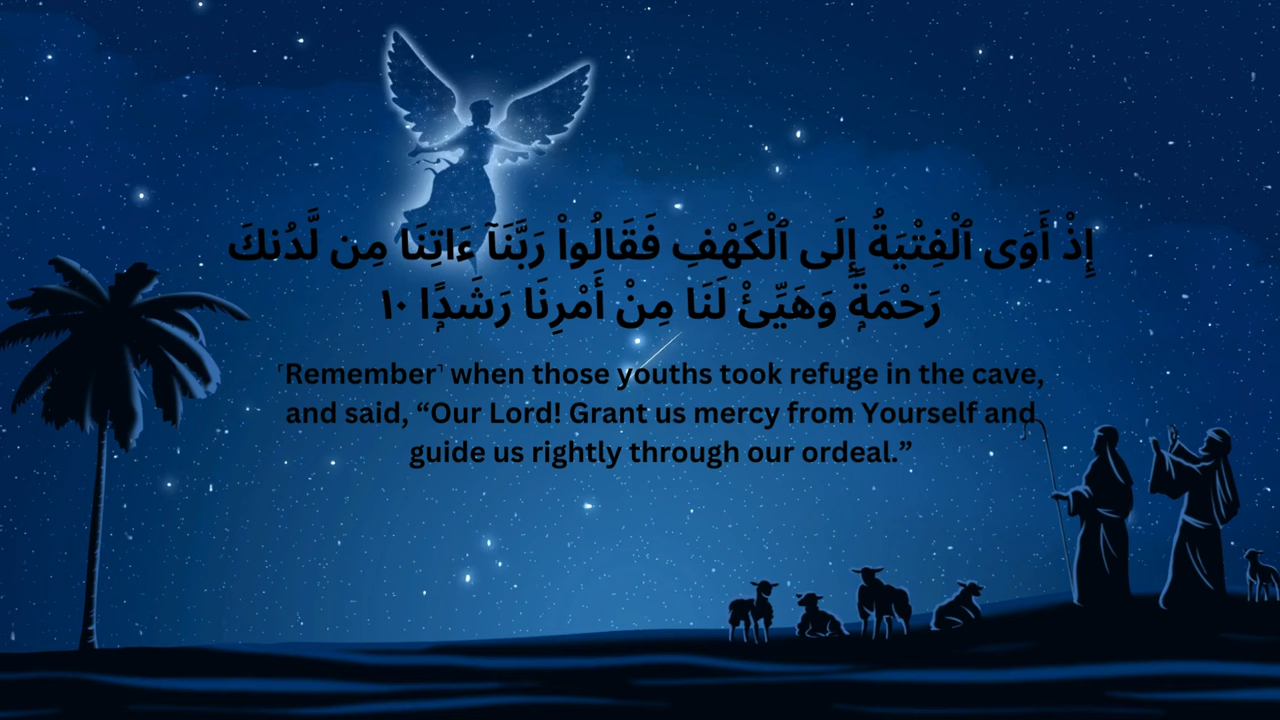 إِذْ أَوَى ٱلْفِتْيَةُ إِلَى ٱلْكَهْفِ فَقَالُوا۟ رَبَّنَآ ءَاتِنَا مِن لَّدُنكَ
رَحْمَةًۭ وَهَيِّئْ لَنَا مِنْ أَمْرِنَا رَشَدًۭا ١٠
˹Remember˺ when those youths took refuge in the cave,
and said, “Our Lord! Grant us mercy from Yourself and
guide us rightly through our ordeal.”